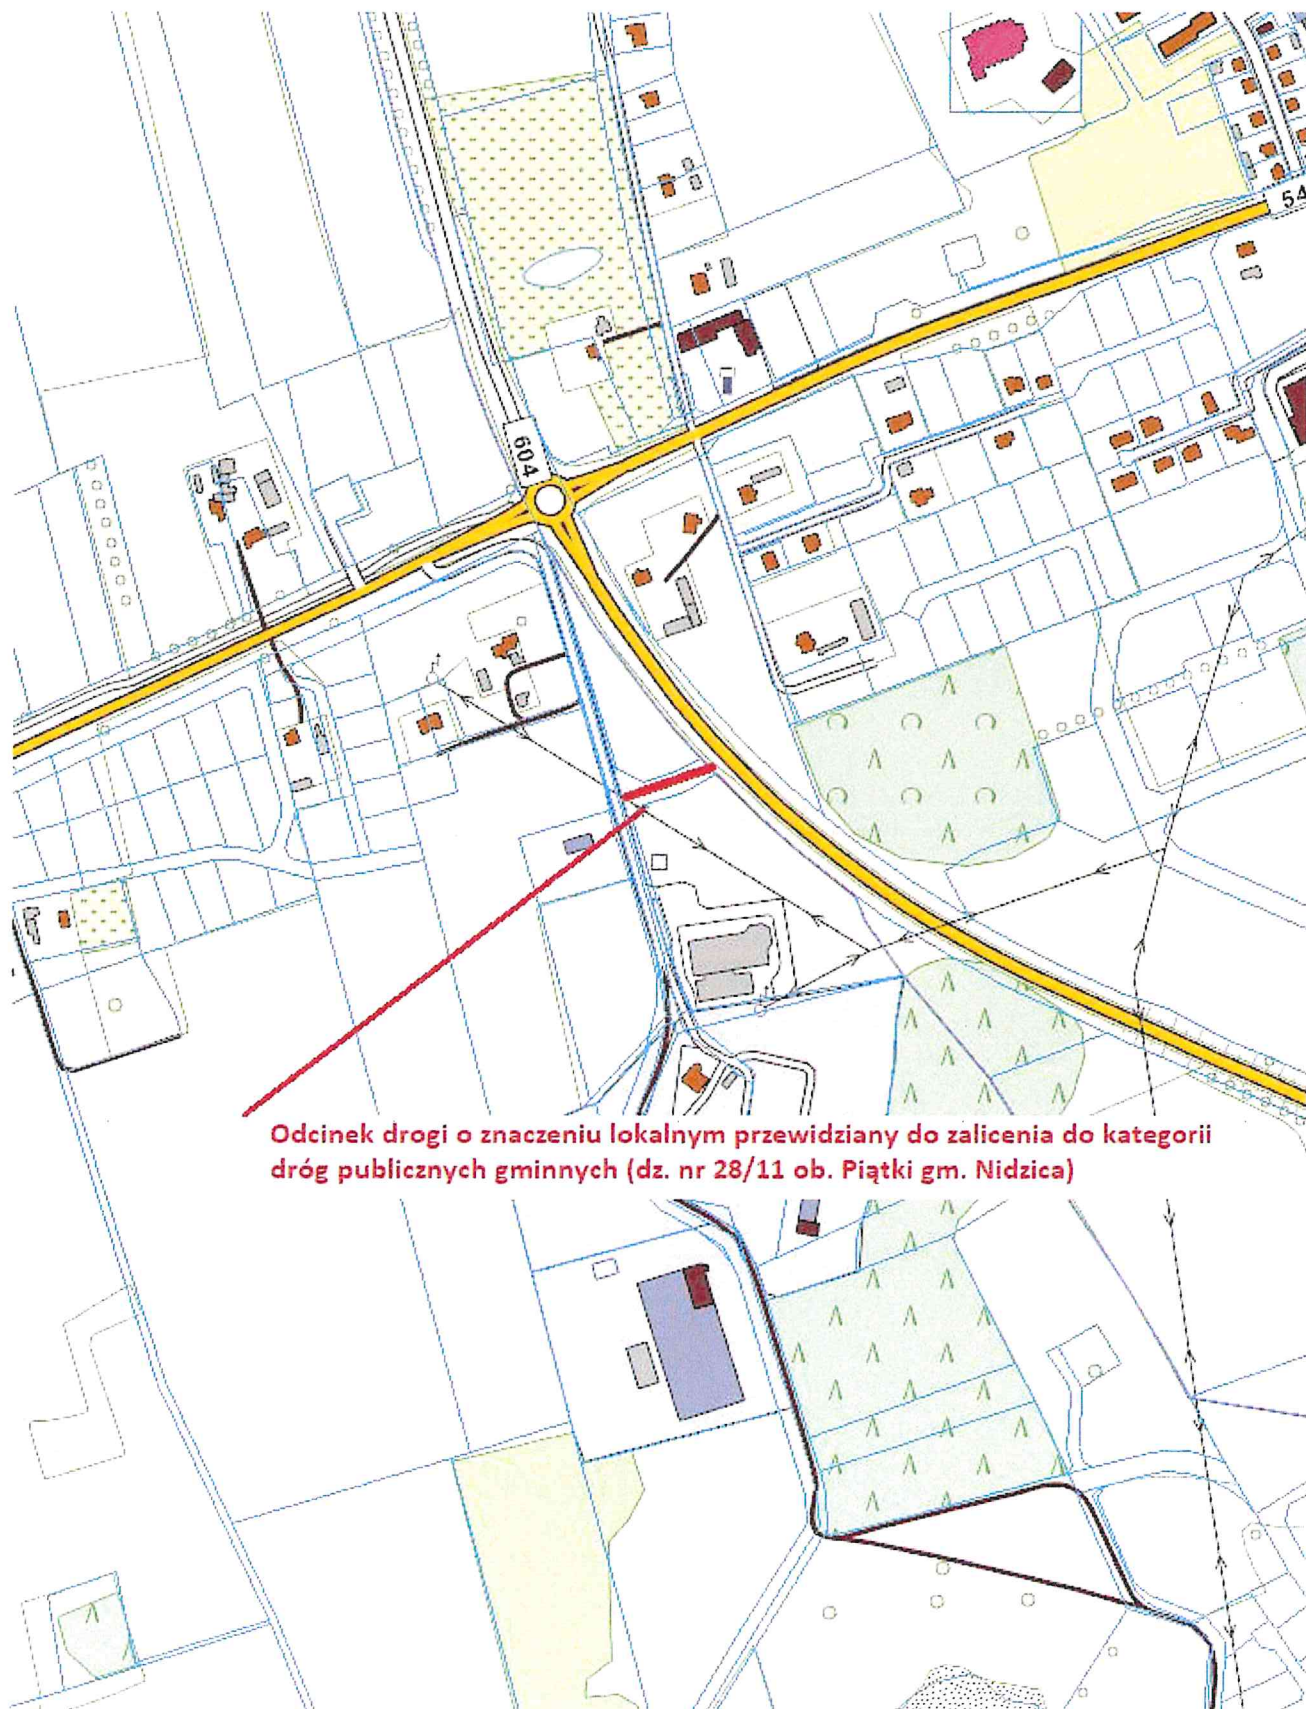 54
604
Odcinek drogi o znaczeniu lokalnym przewidziany do zalicenia do kategorii
dróg publicznych gminnych (dz. nr 28/11 ob. Piątki gm. Nidzica)